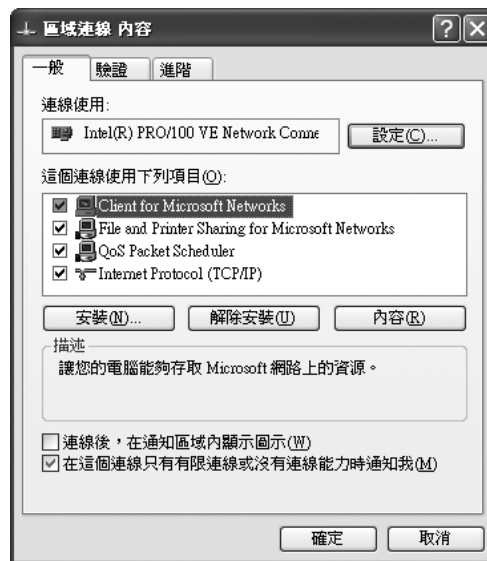 區域連線 內容
一般 驗證 進階
連線使用:
Intel(R) PRO/100 VE Network Conne
設定(C)...
這個連線使用下列項目(O):
Client for Microsoft Networks
File and Printer Sharing for Microsoft Networks
QoS Packet Scheduler
Internet Protocol (TCP/IP)
安裝(N)... 解除安裝(U) 內容(R)
描述
讓您的電腦能夠存取 Microsoft 網路上的資源。
連線後，在通知區域內顯示圖示(W)
在這個連線只有有限連線或沒有連線能力時通知我(M)
確定 取消